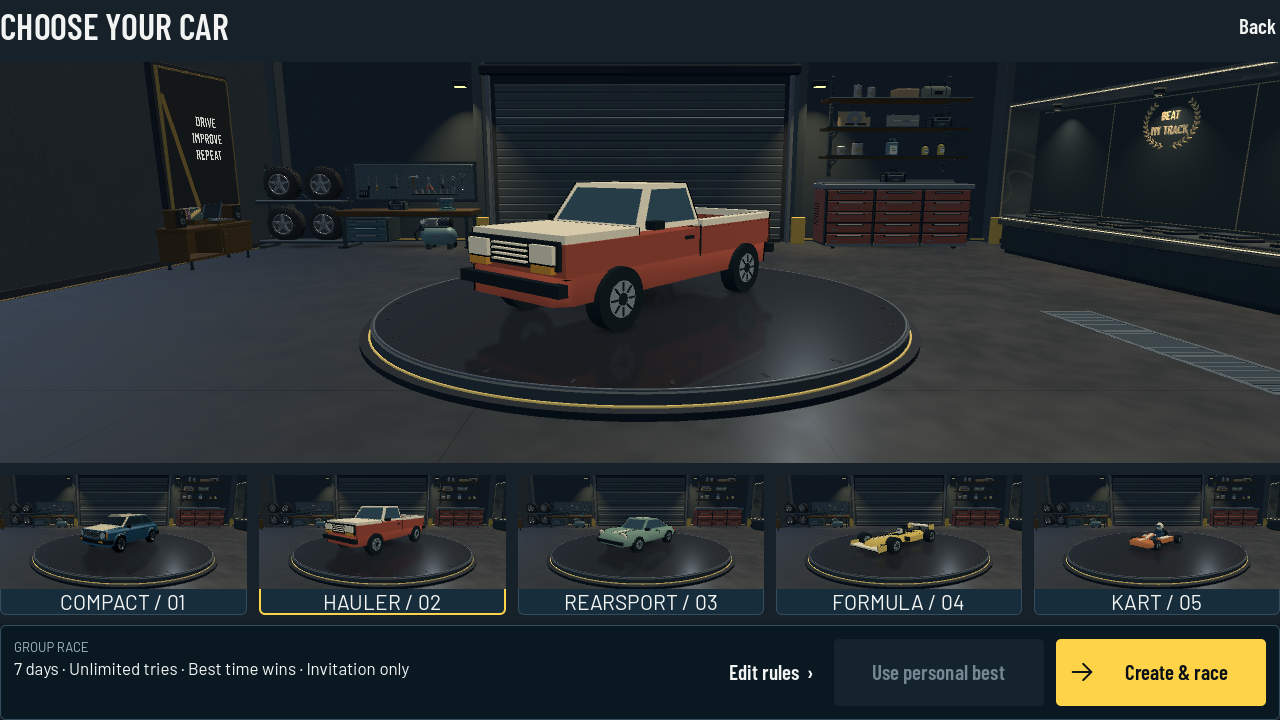 CHOOSE YOUR CAR
Back
DRIVE
IMPROVE
REPEAT
BEAT
MY TRACK
COMPACT / 01
HAULER / 02
REARSPORT / 03
FORMULA / 04
KART / 05
GROUP RACE
7 days · Unlimited tries · Best time wins · Invitation only
Edit rules ›
Use personal best
Create & race